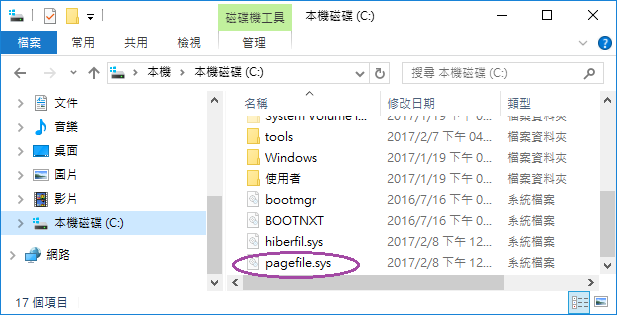 磁碟機工具 本機磁碟 (C:)
檔案 常用 共用 檢視 管理
本機 本機磁碟 (C:) 搜尋 本機磁碟 (C:)
名稱 修改日期 類型
文件
音樂
桌面
圖片
影片
本機磁碟 (C:)
網路
System Volume I... 2017/1/19 下午 0... 檔案資料夾
tools 2017/2/7 下午 04... 檔案資料夾
Windows 2017/1/19 下午 0... 檔案資料夾
使用者 2017/1/19 下午 0... 檔案資料夾
bootmgr 2016/7/16 下午 0... 系統檔案
BOOTNXT 2016/7/16 下午 0... 系統檔案
hiberfil.sys 2017/2/8 下午 12... 系統檔案
pagefile.sys 2017/2/8 下午 12... 系統檔案
17 個項目